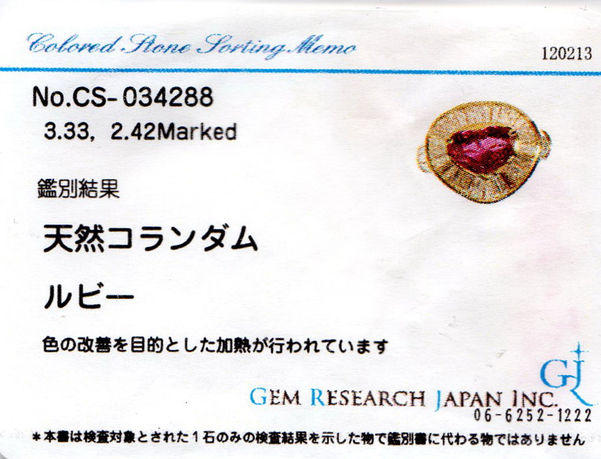 Colored Stone Sorting Memo
120213
No.CS-034288
3.33, 2.42Marked
鑑別結果
天然コランダム
ルビー
色の改善を目的とした加熱が行われています
GJR
GEM RESEARCH JAPAN INC.
06-6252-1222
*本書は検査対象とされた1石のみの検査結果を示した物で鑑別書に代わる物ではありません